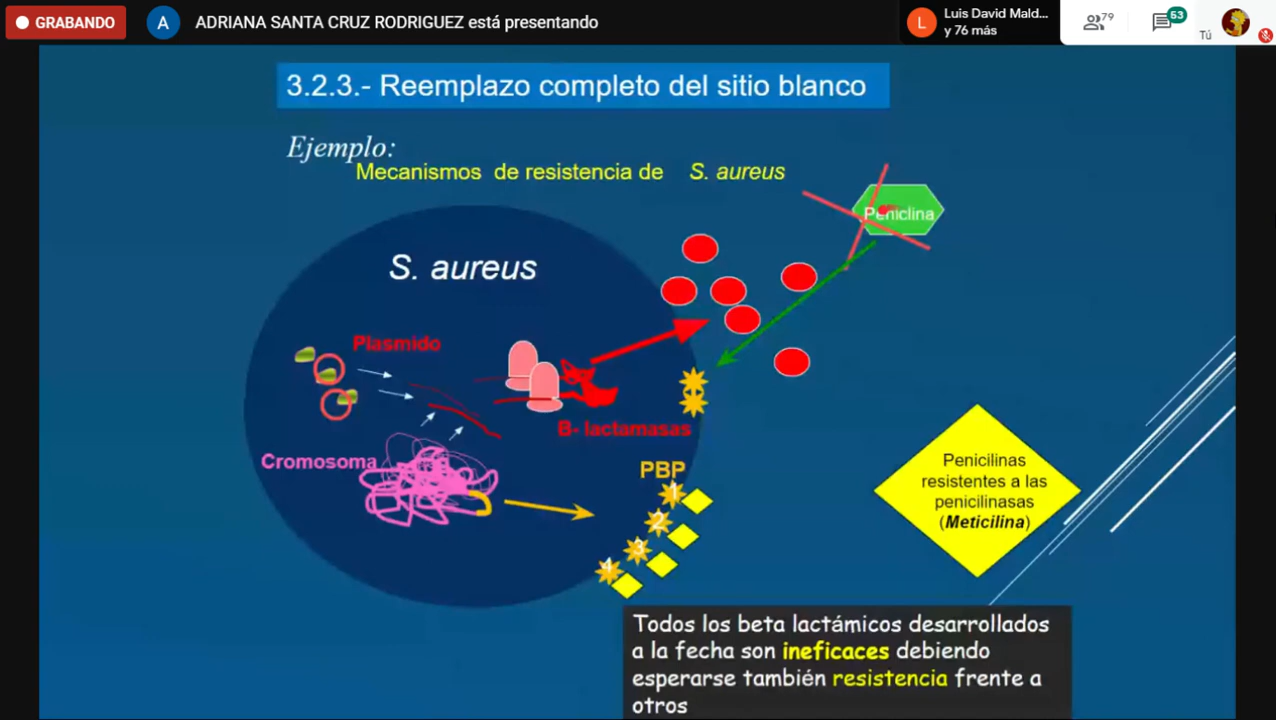 GRABANDO
A
ADRIANA SANTA CRUZ RODRIGUEZ está presentando
L
Luis David Mald...
y 76 más
79
53
Tú
3.2.3.- Reemplazo completo del sitio blanco
Ejemplo:
Mecanismos de resistencia de S. aureus
Peniclina
S. aureus
Plasmido
B- lactamasas
Cromosoma
PBP
1
2
3
4
Penicilinas
resistentes a las
penicilinasas
(Meticilina)
Todos los beta lactámicos desarrollados
a la fecha son ineficaces debiendo
esperarse también resistencia frente a
otros